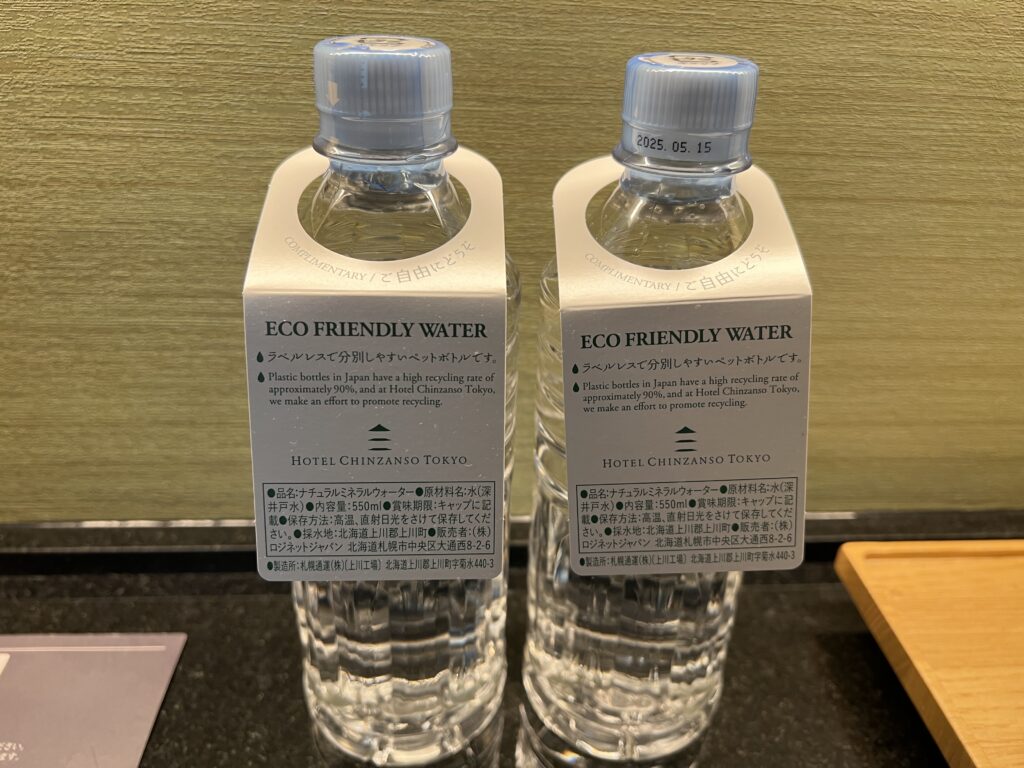 COMPLIMENTARY / ご自由にどうぞ
ECO FRIENDLY WATER
ラベルレスで分別しやすいペットボトルです。
Plastic bottles in Japan have a high recycling rate of
approximately 90%, and at Hotel Chinzanso Tokyo,
we make an effort to promote recycling.
HOTEL CHINZANSO TOKYO
●品名:ナチュラルミネラルウォーター●原材料名:水(深
井戸水)●内容量:550ml●賞味期限:キャップに記
載●保存方法:高温、直射日光をさけて保存してくだ
さい。●採水地:北海道上川郡上川町●販売者:(株)
ロジネットジャパン 北海道札幌市中央区大通西8-2-6
●製造所:札幌通運(株)(上川工場) 北海道上川郡上川町字菊水440-3
2025.05.15
COMPLIMENTARY / ご自由にどうぞ
ECO FRIENDLY WATER
ラベルレスで分別しやすいペットボトルです。
Plastic bottles in Japan have a high recycling rate of
approximately 90%, and at Hotel Chinzanso Tokyo,
we make an effort to promote recycling.
HOTEL CHINZANSO TOKYO
●品名:ナチュラルミネラルウォーター●原材料名:水(深
井戸水)●内容量:550ml●賞味期限:キャップに記
載●保存方法:高温、直射日光をさけて保存してくだ
さい。●採水地:北海道上川郡上川町●販売者:(株)
ロジネットジャパン 北海道札幌市中央区大通西8-2-6
●製造所:札幌通運(株)(上川工場) 北海道上川郡上川町字菊水440-3